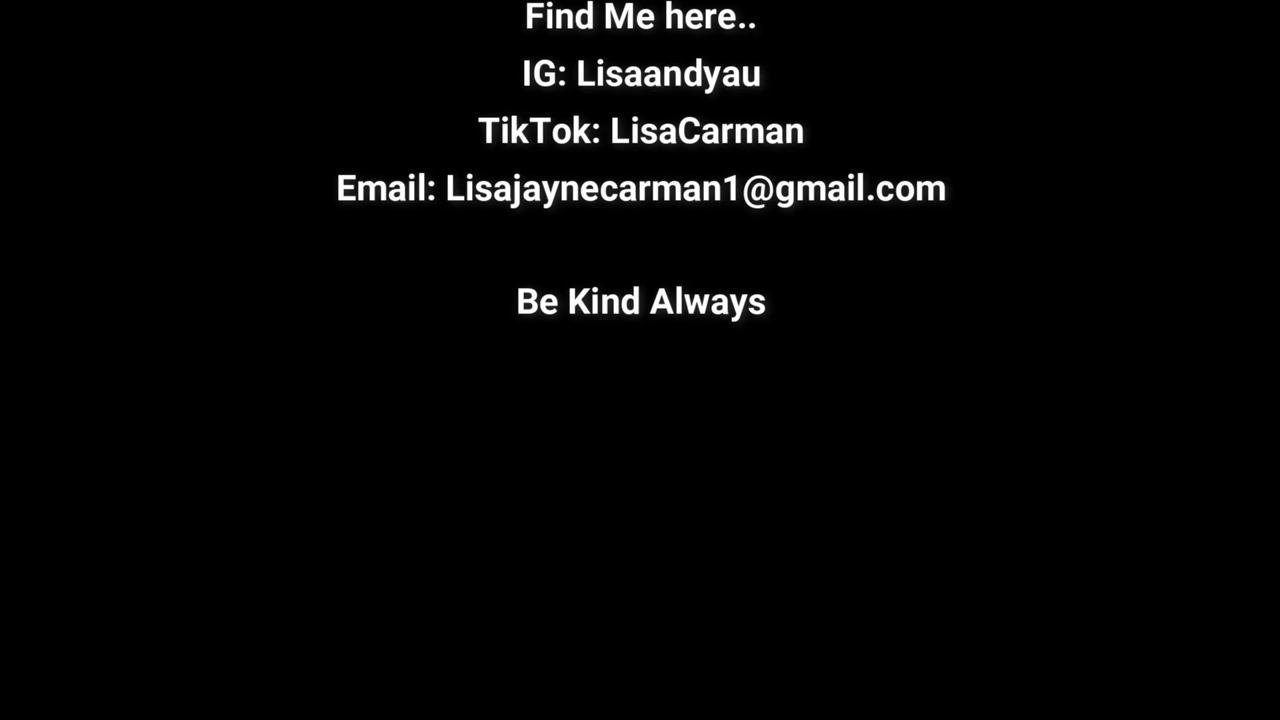 Find Me here..
IG: Lisaandyau
TikTok: LisaCarman
Email: Lisajaynecarman1@gmail.com
Be Kind Always